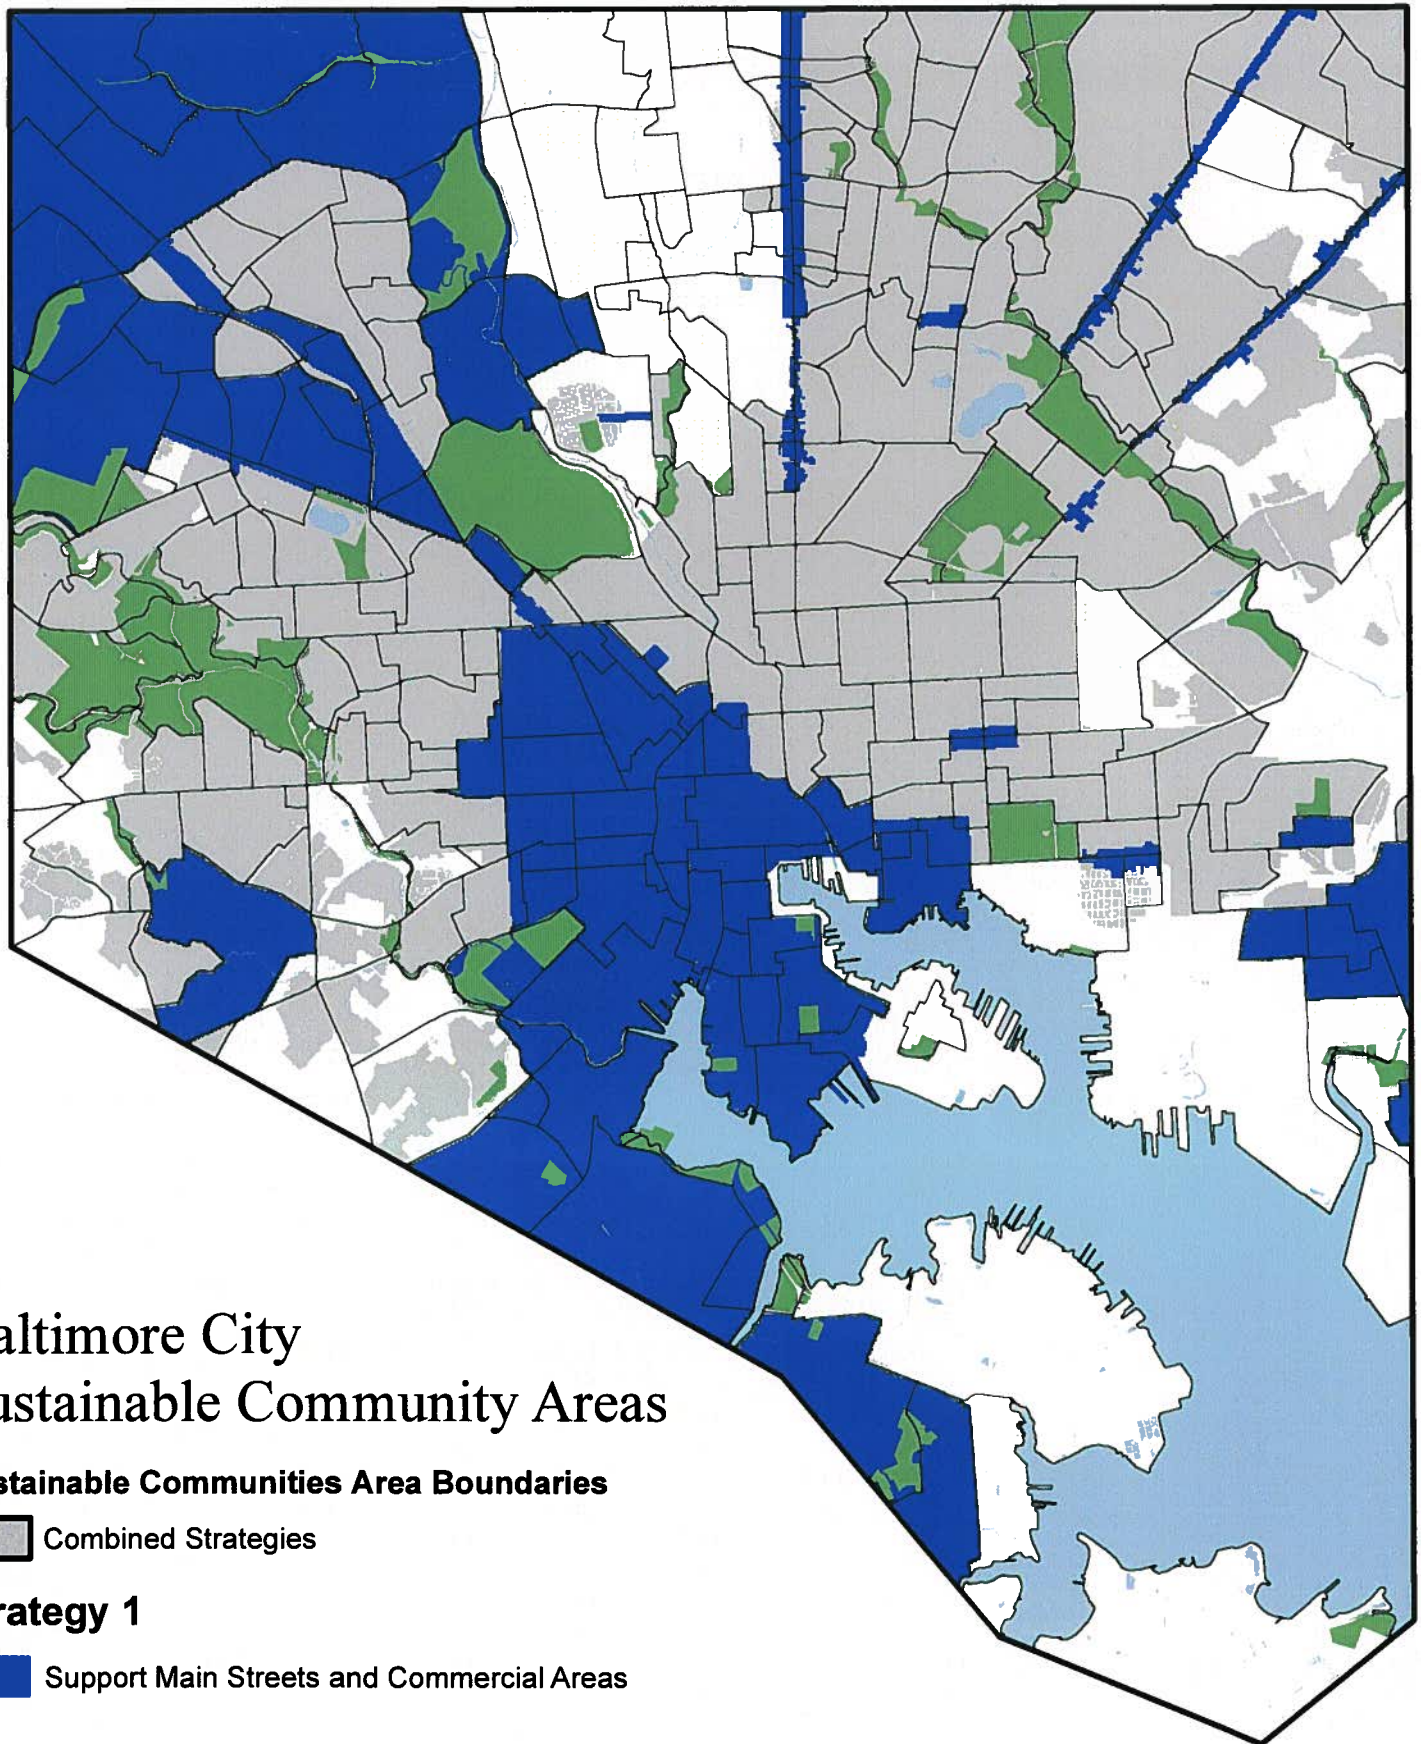 altimore City
ustainable Community Areas
stainable Communities Area Boundaries
Combined Strategies
rategy 1
Support Main Streets and Commercial Areas